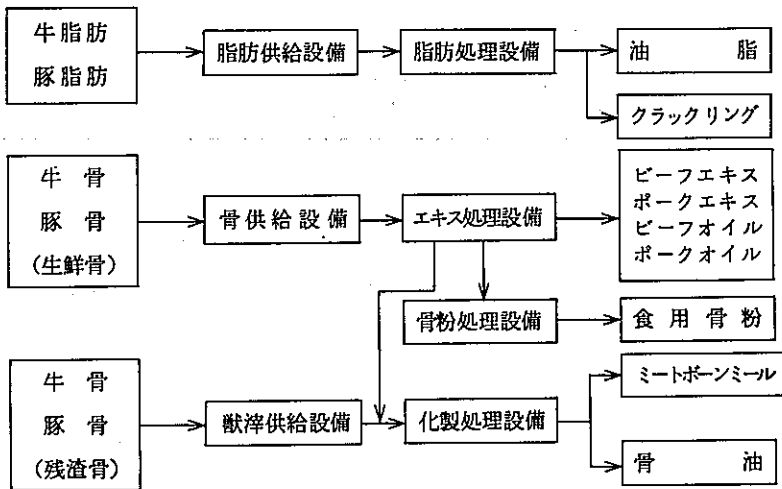 牛脂肪
豚脂肪
脂肪供給設備
脂肪処理設備
油脂
クラックリング
牛骨
豚骨
(生鮮骨)
骨供給設備
エキス処理設備
ビーフエキス
ポークエキス
ビーフオイル
ポークオイル
骨粉処理設備
食用骨粉
牛骨
豚骨
(残渣骨)
獣滓供給設備
化製処理設備
ミートボーンミール
骨油